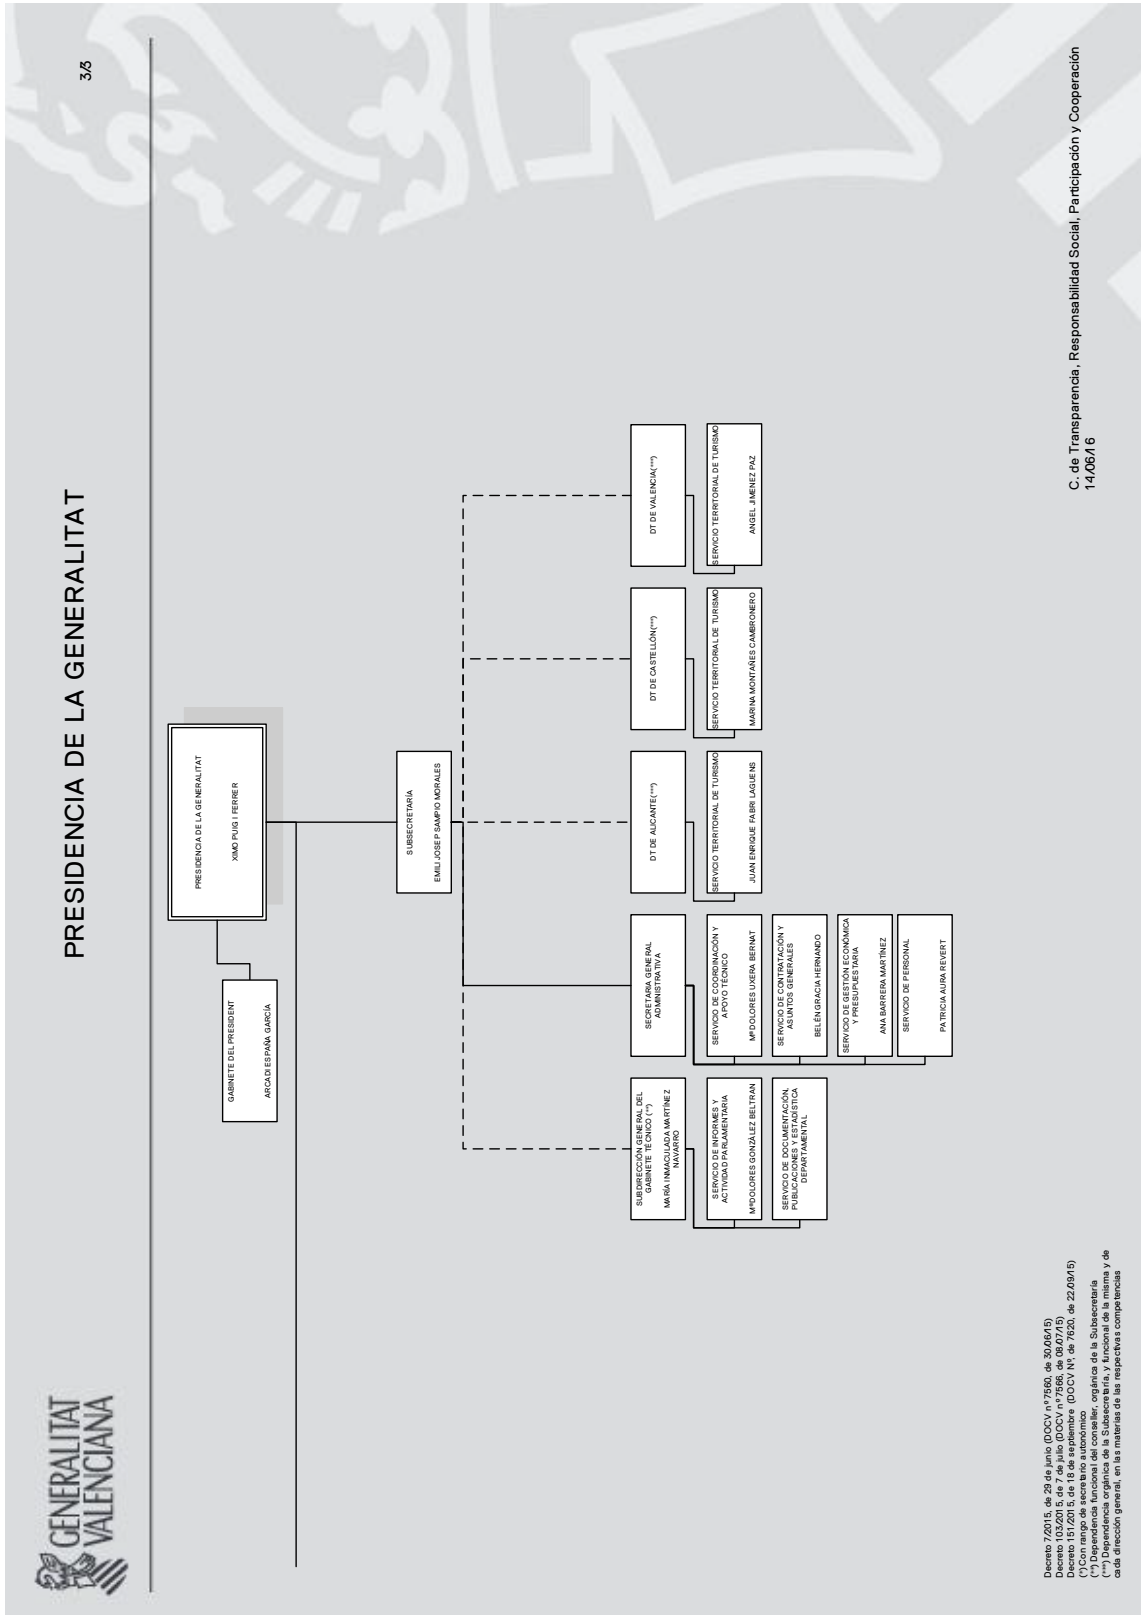 GENERALITAT
VALENCIANA
PRESIDENCIA DE LA GENERALITAT
3/3
PRESIDENCIA DE LA GENERALITAT
XIMO PUIG I FERRER
GABINETE DEL PRESIDENT
ARCADI ESPAÑA GARCÍA
SUBSECRETARÍA
EMILI JOSEP SAMPIO MORALES
SUBDIRECCIÓN GENERAL DEL
GABINETE TÉCNICO (**)
MARÍA INMACULADA MARTÍNEZ
NAVARRO
SERVICIO DE INFORMES Y
ACTIVIDAD PARLAMENTARIA
MªDOLORES GONZÁLEZ BELTRAN
SERVICIO DE DOCUMENTACIÓN,
PUBLICACIONES Y ESTADÍSTICA
DEPARTAMENTAL
SECRETARIA GENERAL
ADMINISTRATIVA
SERVICIO DE COORDINACIÓN Y
APOYO TÉCNICO
MªDOLORES UXERA BERNAT
SERVICIO DE CONTRATACIÓN Y
ASUNTOS GENERALES
BELÉN GRACIA HERNANDO
SERVICIO DE GESTIÓN ECONÓMICA
Y PRESUPUESTARIA
ANA BARRERA MARTÍNEZ
SERVICIO DE PERSONAL
PATRICIA AURA REVERT
DT DE ALICANTE(***)
SERVICIO TERRITORIAL DE TURISMO
JUAN ENRIQUE FABRI LAGUENS
DT DE CASTELLÓN(***)
SERVICIO TERRITORIAL DE TURISMO
MARINA MONTAÑES CAMBRONERO
DT DE VALENCIA(***)
SERVICIO TERRITORIAL DE TURISMO
ANGEL JIMENEZ PAZ
Decreto 7/2015, de 29 de junio (DOCV nº7560, de 30/06/15)
Decreto 103/2015, de 7 de julio (DOCV nº7566, de 08/07/15)
Decreto 151/2015, de 18 de septiembre (DOCV Nº, de 7620, de 22/09/15)
(*) Con rango de secretario autonómico
(**) Dependencia funcional del conseller, orgánica de la Subsecretaría
(***) Dependencia orgánica de la Subsecretaría, y funcional de la misma y de
cada dirección general, en las materias de las respectivas competencias
C. de Transparencia, Responsabilidad Social, Participación y Cooperación
14/06/16